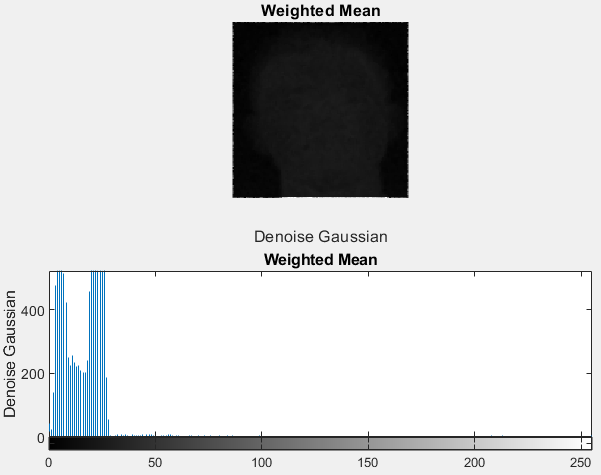 Weighted Mean
Denoise Gaussian
Weighted Mean
Denoise Gaussian
400
200
0
0 50 100 150 200 250